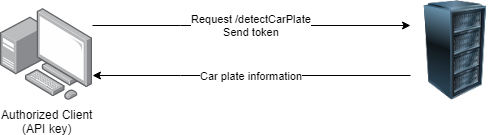 Request /detectCarPlate
Send token
Car plate information
Authorized Client
(API key)